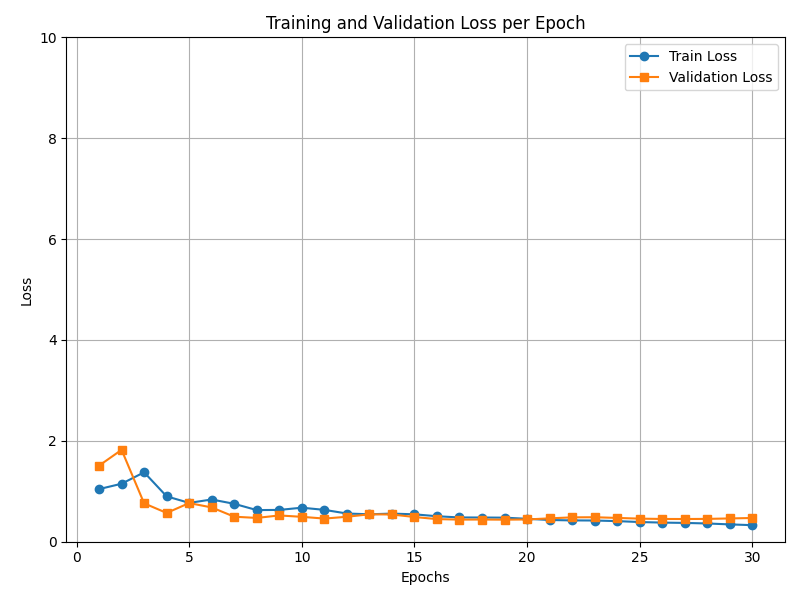 Training and Validation Loss per Epoch
Train Loss
Validation Loss
10
8
6
4
2
0
Loss
0 5 10 15 20 25 30
Epochs